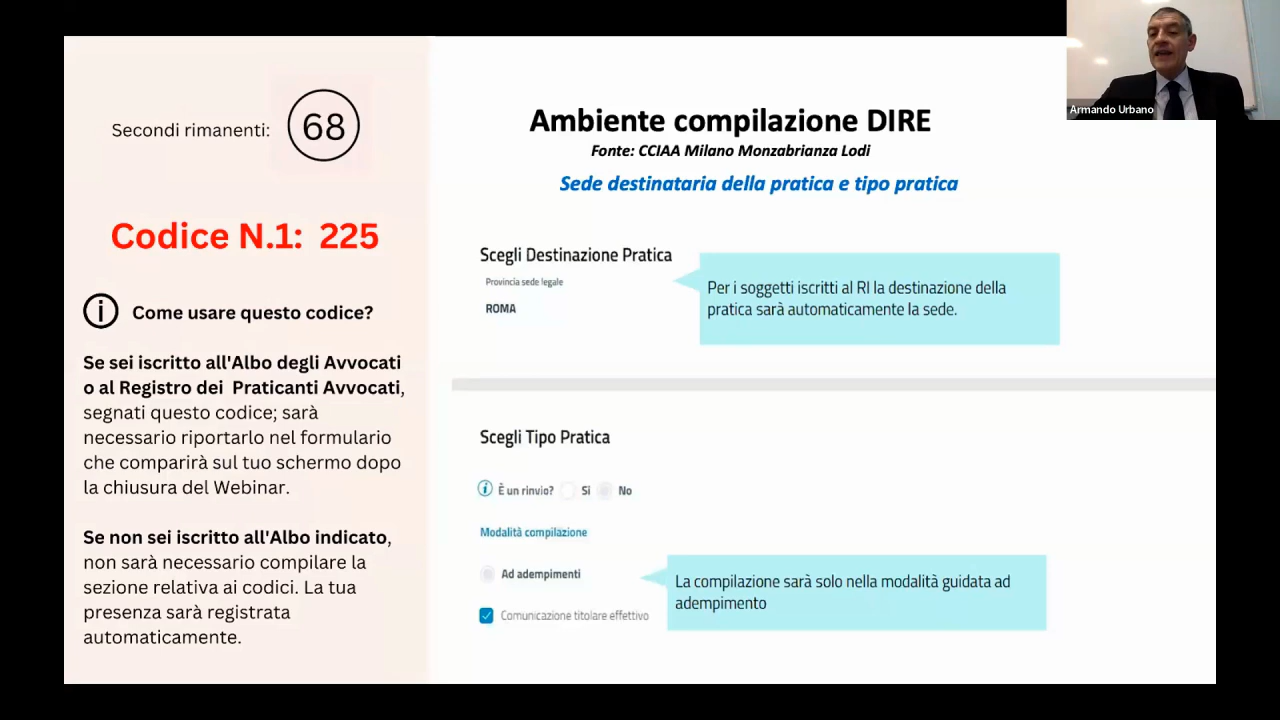 Secondi rimanenti: 68
Codice N.1: 225
Come usare questo codice?
Se sei iscritto all'Albo degli Avvocati
o al Registro dei Praticanti Avvocati,
segnati questo codice; sarà
necessario riportarlo nel formulario
che comparirà sul tuo schermo dopo
la chiusura del Webinar.
Se non sei iscritto all'Albo indicato,
non sarà necessario compilare la
sezione relativa ai codici. La tua
presenza sarà registrata
automaticamente.
Ambiente compilazione DIRE
Fonte: CCIAA Milano Monzabrianza Lodi
Sede destinataria della pratica e tipo pratica
Scegli Destinazione Pratica
Provincia sede legale
ROMA
Per i soggetti iscritti al RI la destinazione della
pratica sarà automaticamente la sede.
Scegli Tipo Pratica
È un rinvio? Si No
Modalità compilazione
Ad adempimenti
Comunicazione titolare effettivo
La compilazione sarà solo nella modalità guidata ad
adempimento
Armando Urbano